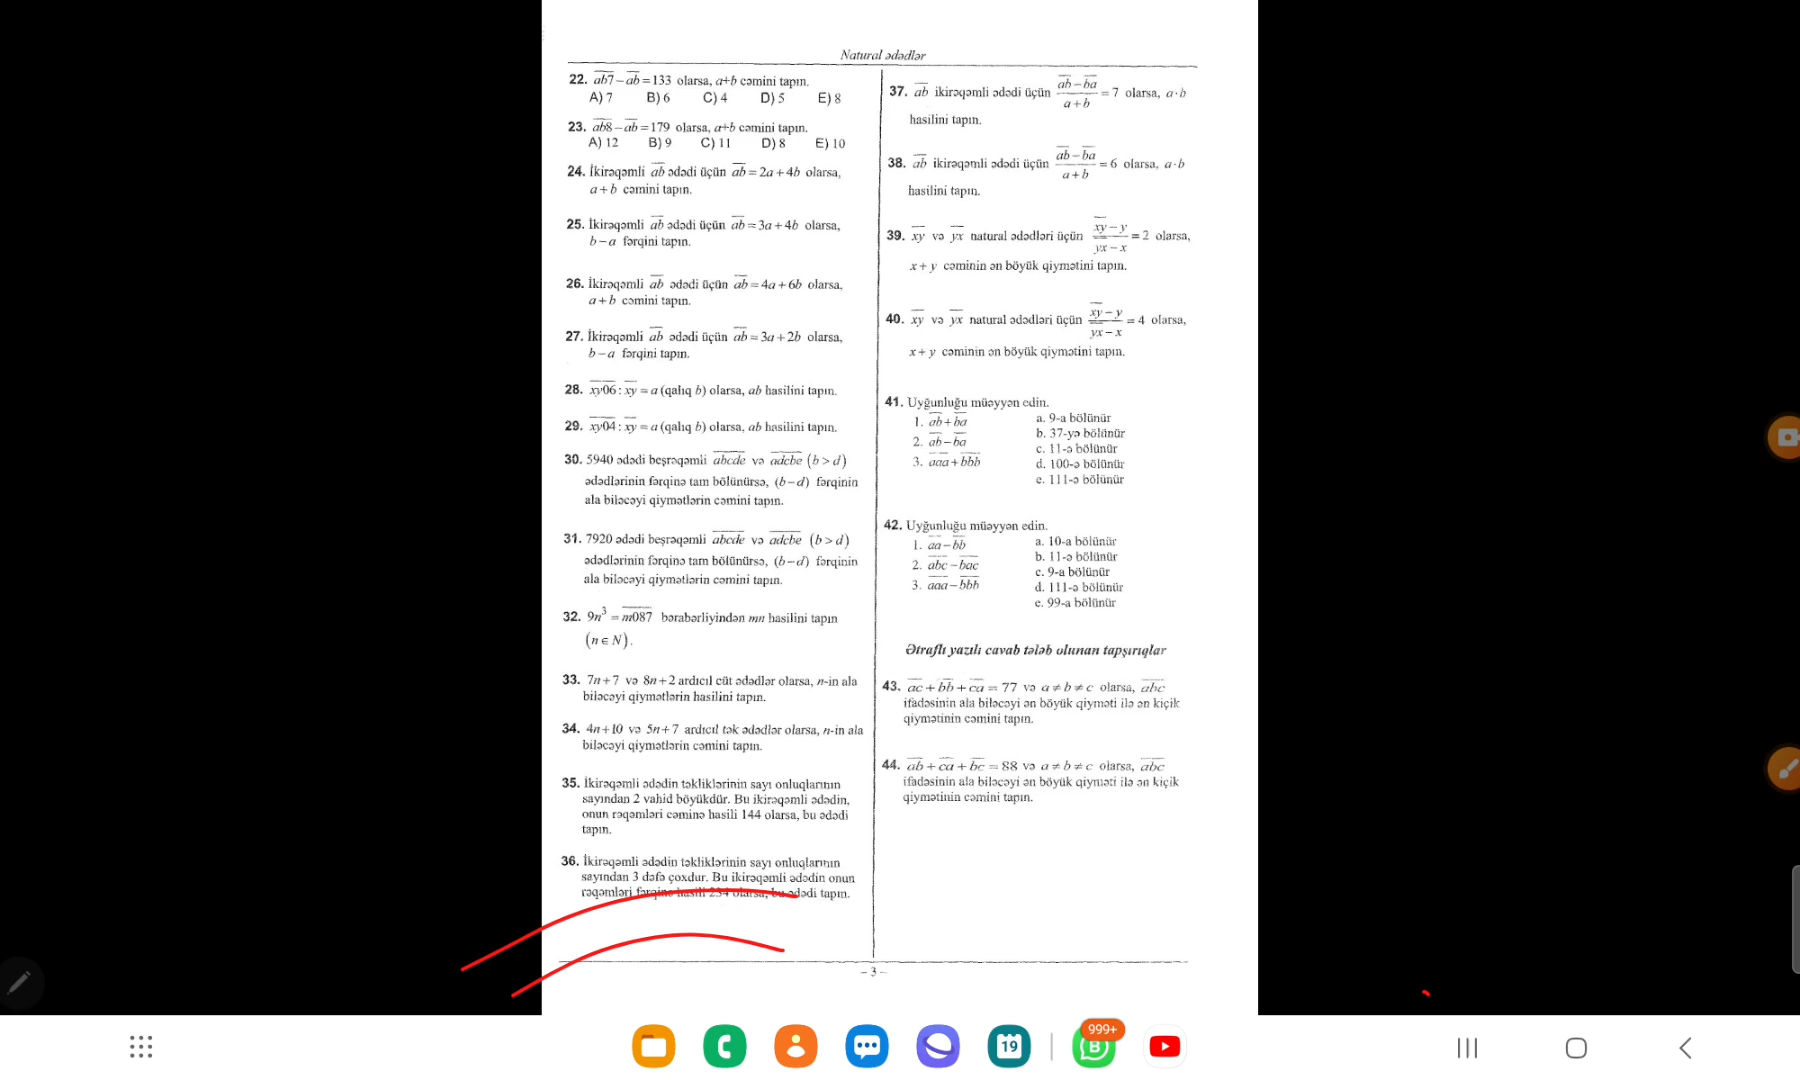 Natural ədədlər
22. ab7 – ab = 133 olarsa, a+b cəmini tapın.
A) 7 B) 6 C) 4 D) 5 E) 8
23. ab8 – ab = 179 olarsa, a+b cəmini tapın.
A) 12 B) 9 C) 11 D) 8 E) 10
24. İkirəqəmli ab ədədi üçün ab = 2a + 4b olarsa,
a + b cəmini tapın.
25. İkirəqəmli ab ədədi üçün ab = 3a + 4b olarsa,
b – a fərqini tapın.
26. İkirəqəmli ab ədədi üçün ab = 4a + 6b olarsa,
a + b cəmini tapın.
27. İkirəqəmli ab ədədi üçün ab = 3a + 2b olarsa,
b – a fərqini tapın.
28. xy06 : xy = a (qalıq b) olarsa, ab hasilini tapın.
29. xy04 : xy = a (qalıq b) olarsa, ab hasilini tapın.
30. 5940 ədədi beşrəqəmli abcde və adcbe (b > d)
ədədlərinin fərqinə tam bölünürsə, (b – d) fərqinin
ala biləcəyi qiymətlərin cəmini tapın.
31. 7920 ədədi beşrəqəmli abcde və adcbe (b > d)
ədədlərinin fərqinə tam bölünürsə, (b – d) fərqinin
ala biləcəyi qiymətlərin cəmini tapın.
32. 9n³ = m087 bərabərliyindən mn hasilini tapın
(n ∈ N).
33. 7n + 7 və 8n + 2 ardıcıl cüt ədədlər olarsa, n-in ala
biləcəyi qiymətlərin hasilini tapın.
34. 4n + 10 və 5n + 7 ardıcıl tək ədədlər olarsa, n-in ala
biləcəyi qiymətlərin cəmini tapın.
35. İkirəqəmli ədədin təkliklərinin sayı onluqlarının
sayından 2 vahid böyükdür. Bu ikirəqəmli ədədin,
onun rəqəmləri cəminə hasili 144 olarsa, bu ədədi
tapın.
36. İkirəqəmli ədədin təkliklərinin sayı onluqlarının
sayından 3 dəfə çoxdur. Bu ikirəqəmli ədədin onun
rəqəmləri fərqinə hasili 234 olarsa, bu ədədi tapın.
37. ab ikirəqəmli ədədi üçün (ab – ba)/(a + b) = 7 olarsa, a · b
hasilini tapın.
38. ab ikirəqəmli ədədi üçün (ab – ba)/(a + b) = 6 olarsa, a · b
hasilini tapın.
39. xy və yx natural ədədləri üçün (xy – y)/(yx – x) = 2 olarsa,
x + y cəminin ən böyük qiymətini tapın.
40. xy və yx natural ədədləri üçün (xy – y)/(yx – x) = 4 olarsa,
x + y cəminin ən böyük qiymətini tapın.
41. Uyğunluğu müəyyən edin.
1. ab + ba a. 9-a bölünür
b. 37-yə bölünür
2. ab – ba c. 11-ə bölünür
3. aaa + bbb d. 100-ə bölünür
e. 111-ə bölünür
42. Uyğunluğu müəyyən edin.
1. aa – bb a. 10-a bölünür
b. 11-ə bölünür
2. abc – bac c. 9-a bölünür
3. aaa – bbb d. 111-ə bölünür
e. 99-a bölünür
Ətraflı yazılı cavab tələb olunan tapşırıqlar
43. ac + bb + ca = 77 və a ≠ b ≠ c olarsa, abc
ifadəsinin ala biləcəyi ən böyük qiyməti ilə ən kiçik
qiymətinin cəmini tapın.
44. ab + ca + bc = 88 və a ≠ b ≠ c olarsa, abc
ifadəsinin ala biləcəyi ən böyük qiyməti ilə ən kiçik
qiymətinin cəmini tapın.
– 3 –
19
999+
B